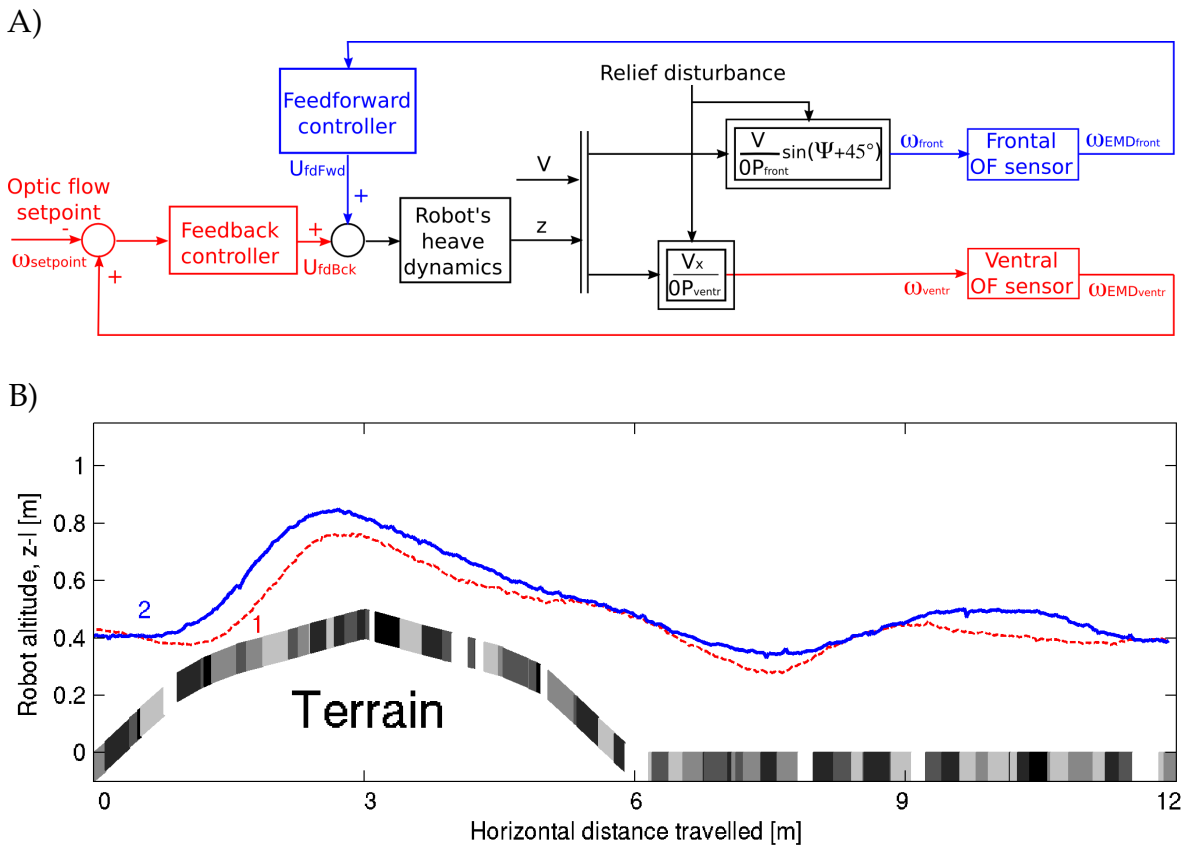 A)
Relief disturbance
Feedforward
controller
V
0Pfront
sin(Ψ+45°)
ωfront
Frontal
OF sensor
ωEMDfront
UfdFwd
+
V
Optic flow
setpoint
-
ωsetpoint
+
Feedback
controller
+
UfdBck
Robot's
heave
dynamics
z
Vx
0Pventr
ωventr
Ventral
OF sensor
ωEMDventr
B)
Robot altitude, z-l [m]
1
0.8
0.6
0.4
0.2
0
2
1
Terrain
0 3 6 9 12
Horizontal distance travelled [m]